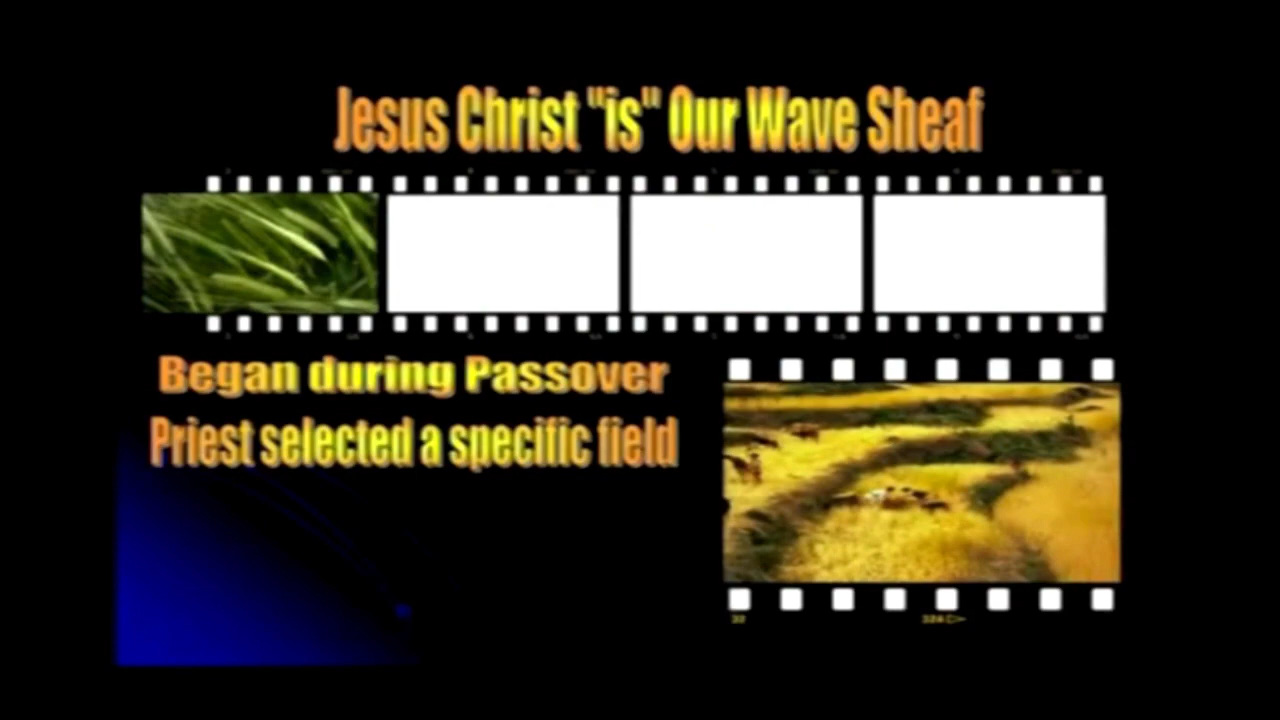 Jesus Christ "is" Our Wave Sheaf
Began during Passover
Priest selected a specific field